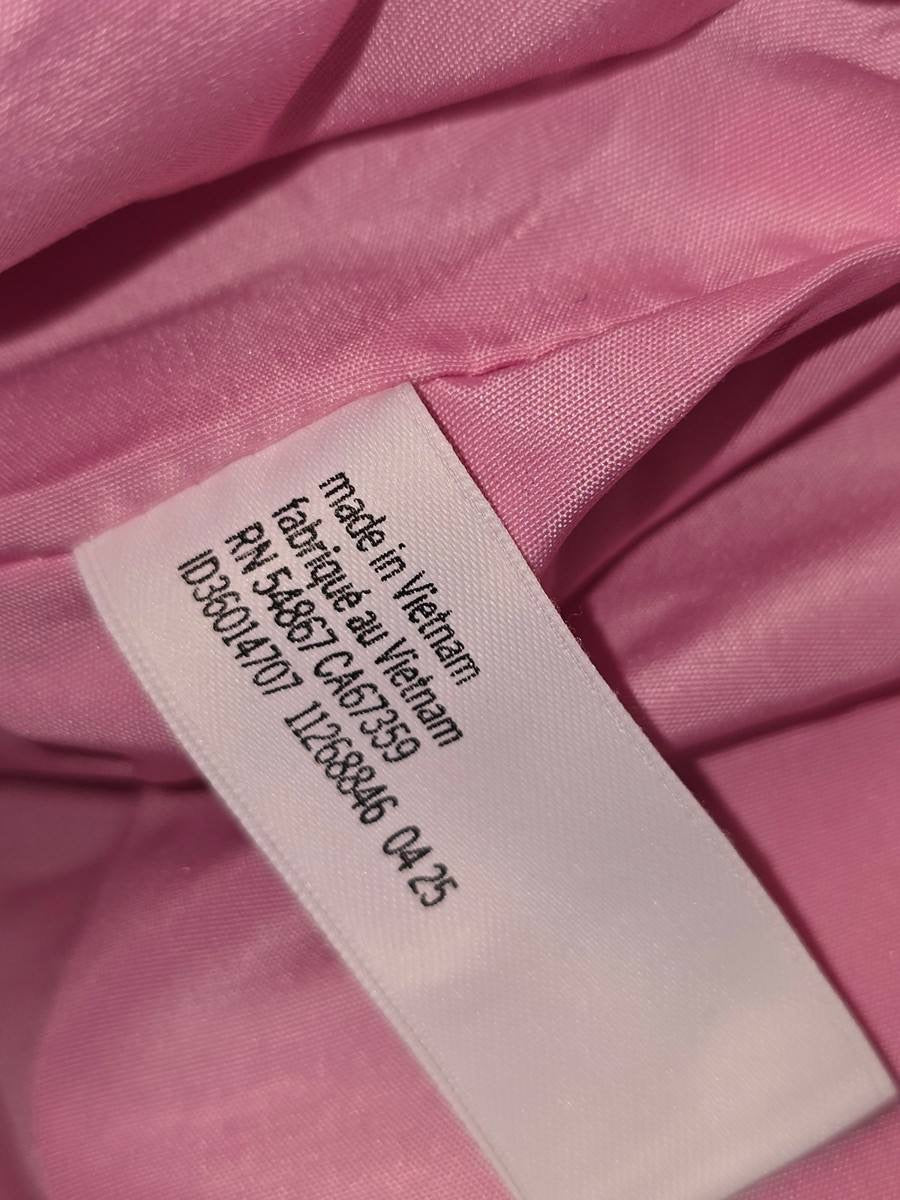 made in Vietnam
fabriqué au Vietnam
RN 54867 CA67359
ID36014707 11268846 04 25